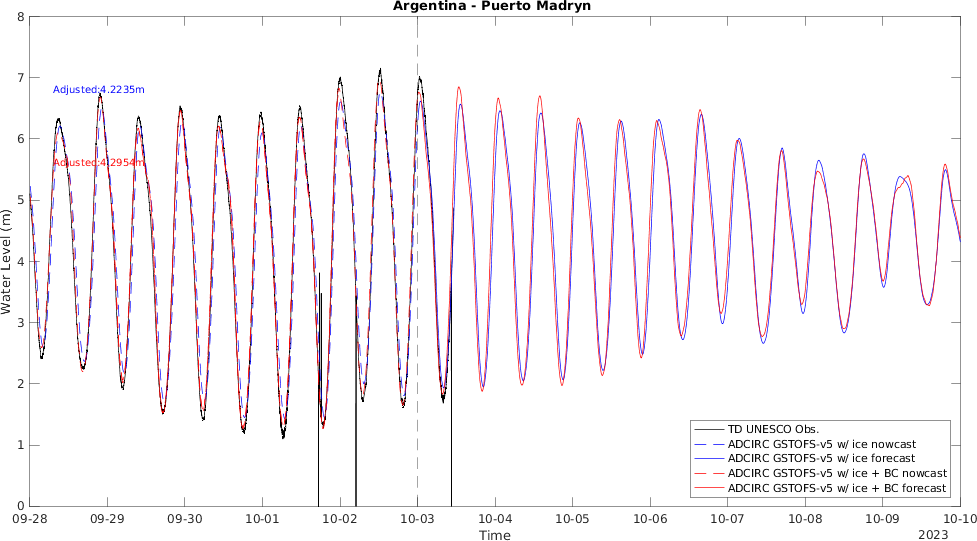 Argentina - Puerto Madryn
8
7
6
5
4
3
2
1
0
Water Level (m)
Adjusted:4.2235m
Adjusted:4.2954m
TD UNESCO Obs.
ADCIRC GSTOFS-v5 w/ ice nowcast
ADCIRC GSTOFS-v5 w/ ice forecast
ADCIRC GSTOFS-v5 w/ ice + BC nowcast
ADCIRC GSTOFS-v5 w/ ice + BC forecast
09-28 09-29 09-30 10-01 10-02 10-03 10-04 10-05 10-06 10-07 10-08 10-09 10-10
Time
2023